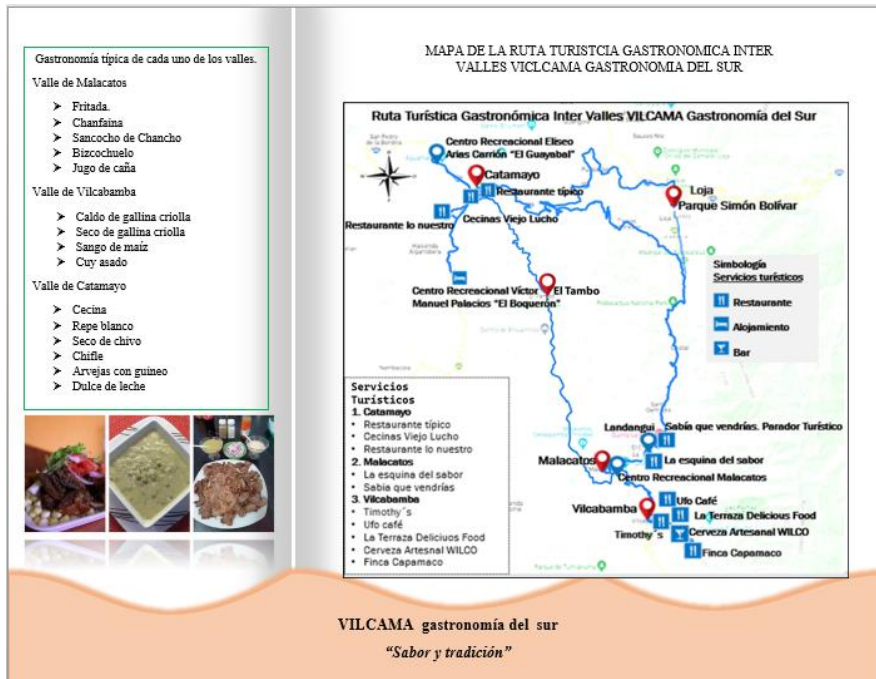 Gastronomía típica de cada uno de los valles.
Valle de Malacatos
➤ Fritada.
➤ Chanfaina
➤ Sancocho de Chancho
➤ Bizcochuelo
➤ Jugo de caña
Valle de Vilcabamba
➤ Caldo de gallina criolla
➤ Seco de gallina criolla
➤ Sango de maíz
➤ Cuy asado
Valle de Catamayo
➤ Cecina
➤ Repe blanco
➤ Seco de chivo
➤ Chifle
➤ Arvejas con guineo
➤ Dulce de leche
MAPA DE LA RUTA TURISTCIA GASTRONOMICA INTER
VALLES VICLCAMA GASTRONOMIA DEL SUR
Ruta Turística Gastronómica Inter Valles VILCAMA Gastronomía del Sur
Centro Recreacional Eliseo
Arias Carrión “El Guayabal”
Catamayo
Restaurante típico
Cecinas Viejo Lucho
Restaurante lo nuestro
Loja
Parque Simón Bolívar
Centro Recreacional Víctor
Manuel Palacios “El Boquerón”
El Tambo
Simbología
Servicios turísticos
Restaurante
Alojamiento
Bar
Landangui
Sabía que vendrías. Parador Turístico
La esquina del sabor
Malacatos
Centro Recreacional Malacatos
Vilcabamba
Ufo Café
La Terraza Delicious Food
Timothy´s
Cerveza Artesanal WILCO
Finca Capamaco
Servicios
Turísticos
1. Catamayo
• Restaurante típico
• Cecinas Viejo Lucho
• Restaurante lo nuestro
2. Malacatos
• La esquina del sabor
• Sabia que vendrías
3. Vilcabamba
• Timothy´s
• Ufo café
• La Terraza Deliciuos Food
• Cerveza Artesnal WILCO
• Finca Capamaco
VILCAMA gastronomía del sur
“Sabor y tradición”